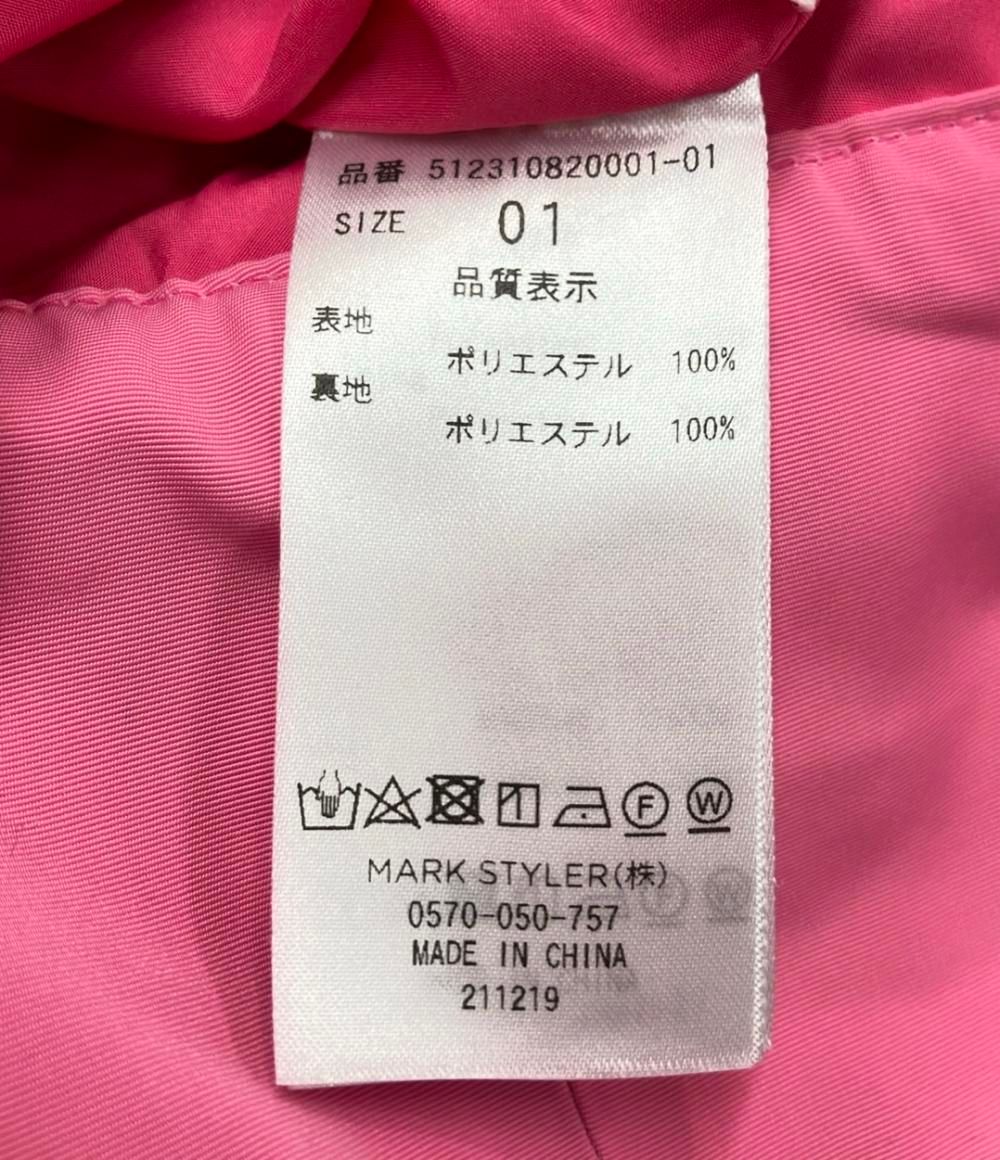 品番 512310820001-01
SIZE 01
品質表示
表地
ポリエステル 100%
裏地
ポリエステル 100%
F W
MARK STYLER(株)
0570-050-757
MADE IN CHINA
211219